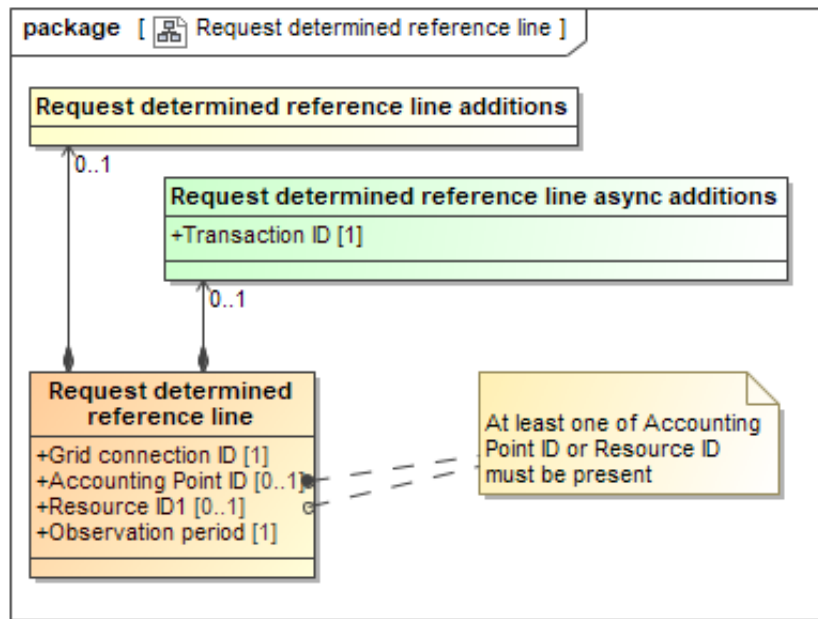 package [ Request determined reference line ]
Request determined reference line additions
0..1
Request determined reference line async additions
+Transaction ID [1]
0..1
Request determined
reference line
+Grid connection ID [1]
+Accounting Point ID [0..1]
+Resource ID1 [0..1]
+Observation period [1]
At least one of Accounting
Point ID or Resource ID
must be present